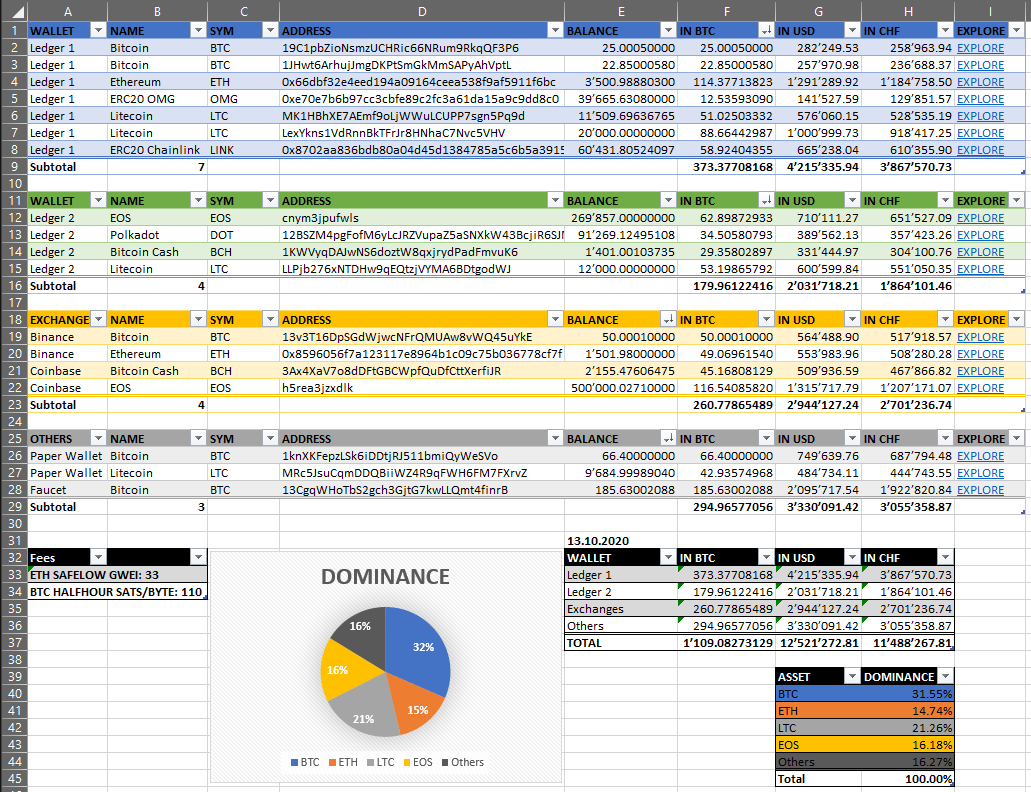 A B C D E F G H I
1 WALLET NAME SYM ADDRESS BALANCE IN BTC IN USD IN CHF EXPLORE
2 Ledger 1 Bitcoin BTC 19C1pbZioNsmzUCHRic66NRum9RkqQF3P6 25.00050000 25.00050000 282’249.53 258’963.94 EXPLORE
3 Ledger 1 Bitcoin BTC 1JHwt6ArhujJmgDKPtSmGkMmSAPyAhVptL 22.85000580 22.85000580 257’970.98 236’688.37 EXPLORE
4 Ledger 1 Ethereum ETH 0x66dbf32e4eed194a09164ceea538f9af5911f6bc 3’500.98880300 114.37713823 1’291’289.92 1’184’758.50 EXPLORE
5 Ledger 1 ERC20 OMG OMG 0xe70e7b6b97cc3cbfe89c2fc3a61da15a9c9dd8c0 39’665.63080000 12.53593090 141’527.59 129’851.57 EXPLORE
6 Ledger 1 Litecoin LTC MK1HBhXE7AEmf9oLjWWuLCUPP7sgn5Pq9d 11’509.69636765 51.02503332 576’060.15 528’535.19 EXPLORE
7 Ledger 1 Litecoin LTC LexYkns1VdRnnBkTFrJr8HNhaC7Nvc5VHV 20’000.00000000 88.66442987 1’000’999.73 918’417.25 EXPLORE
8 Ledger 1 ERC20 Chainlink LINK 0x8702aa836bdb80a04d45d1384785a5c6b5a3915 60’431.80524097 58.92404355 665’238.04 610’355.90 EXPLORE
9 Subtotal 7 373.37708168 4’215’335.94 3’867’570.73
10
11 WALLET NAME SYM ADDRESS BALANCE IN BTC IN USD IN CHF EXPLORE
12 Ledger 2 EOS EOS cnym3jpufwls 269’857.00000000 62.89872933 710’111.27 651’527.09 EXPLORE
13 Ledger 2 Polkadot DOT 12BSZM4pgFofM6yLcJRZVupaZ5aSNXkW43BcjiR6SJ 91’269.12495108 34.50580793 389’562.13 357’423.26 EXPLORE
14 Ledger 2 Bitcoin Cash BCH 1KWVyqDAJwNS6doztW8qxjrydPadFmvuK6 1’401.00103735 29.35802897 331’444.97 304’100.76 EXPLORE
15 Ledger 2 Litecoin LTC LLPjb276xNTDHw9qEQtzjVYMA6BDtgodWJ 12’000.00000000 53.19865792 600’599.84 551’050.35 EXPLORE
16 Subtotal 4 179.96122416 2’031’718.21 1’864’101.46
17
18 EXCHANGE NAME SYM ADDRESS BALANCE IN BTC IN USD IN CHF EXPLORE
19 Binance Bitcoin BTC 13v3T16DpSGdWjwcNFrQMUAw8vWQ45uYkE 50.00010000 50.00010000 564’488.90 517’918.57 EXPLORE
20 Binance Ethereum ETH 0x8596056f7a123117e8964b1c09c75b036778cf7f 1’501.98000000 49.06961540 553’983.96 508’280.28 EXPLORE
21 Coinbase Bitcoin Cash BCH 3Ax4XaV7o8dDFtGBCWpfQuDfCttXerfiJR 2’155.47606475 45.16808129 509’936.59 467’866.82 EXPLORE
22 Coinbase EOS EOS h5rea3jzxdlk 500’000.02710000 116.54085820 1’315’717.79 1’207’171.07 EXPLORE
23 Subtotal 4 260.77865489 2’944’127.24 2’701’236.74
24
25 OTHERS NAME SYM ADDRESS BALANCE IN BTC IN USD IN CHF EXPLORE
26 Paper Wallet Bitcoin BTC 1knXKFepzLSk6iDDtjRJ511bmiQyWeSVo 66.40000000 66.40000000 749’639.76 687’794.48 EXPLORE
27 Paper Wallet Litecoin LTC MRc5JsuCqmDDQBiiWZ4R9qFWH6FM7FXrvZ 9’684.99989040 42.93574968 484’734.11 444’743.55 EXPLORE
28 Faucet Bitcoin BTC 13CgqWHoTbS2gch3GjtG7kwLLQmt4finrB 185.63002088 185.63002088 2’095’717.54 1’922’820.84 EXPLORE
29 Subtotal 3 294.96577056 3’330’091.42 3’055’358.87
30
31 13.10.2020
32 Fees WALLET IN BTC IN USD IN CHF
33 ETH SAFELOW GWEI: 33 Ledger 1 373.37708168 4’215’335.94 3’867’570.73
34 BTC HALFHOUR SATS/BYTE: 110 Ledger 2 179.96122416 2’031’718.21 1’864’101.46
35 Exchanges 260.77865489 2’944’127.24 2’701’236.74
36 Others 294.96577056 3’330’091.42 3’055’358.87
37 TOTAL 1’109.08273129 12’521’272.81 11’488’267.81
38
39 ASSET DOMINANCE
40 BTC 31.55%
41 ETH 14.74%
42 LTC 21.26%
43 EOS 16.18%
44 Others 16.27%
45 Total 100.00%
DOMINANCE
16% 32%
16%
15%
21%
BTC ETH LTC EOS Others